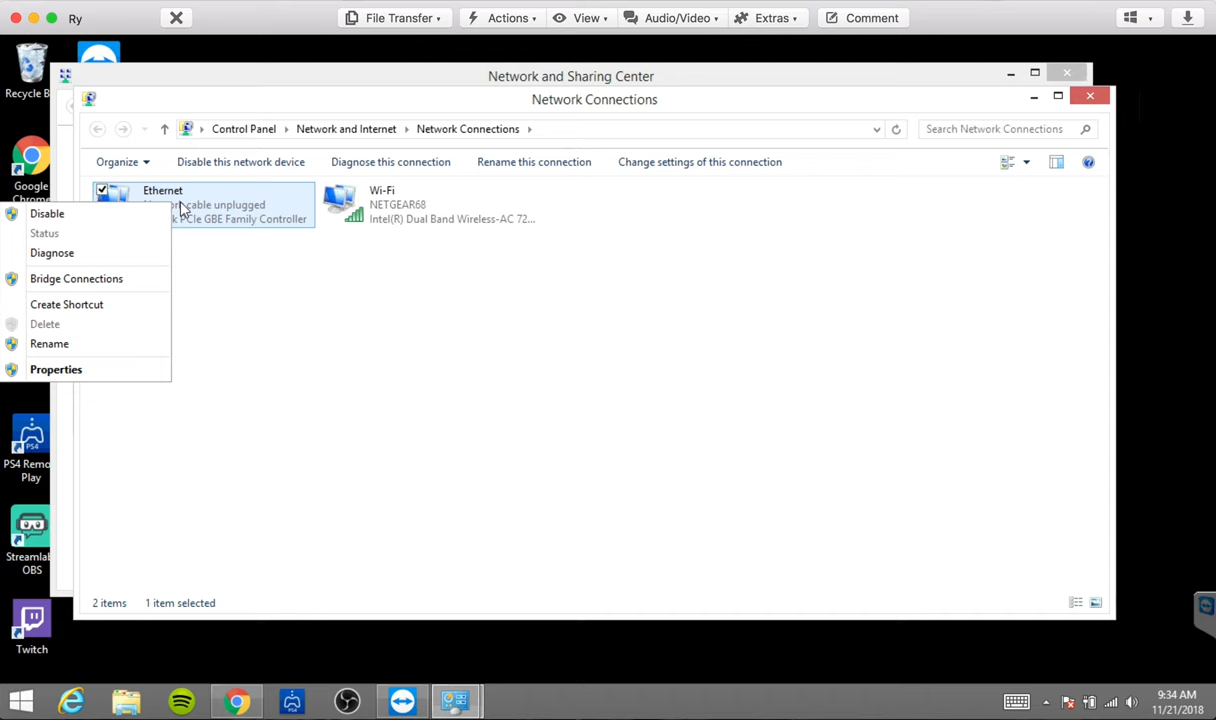 Ry
File Transfer
Actions
View
Audio/Video
Extras
Comment
Recycle B
Network and Sharing Center
Network Connections
Control Panel
Network and Internet
Network Connections
Search Network Connections
Organize
Disable this network device
Diagnose this connection
Rename this connection
Change settings of this connection
Ethernet
cable unplugged
k PCIe GBE Family Controller
Wi-Fi
NETGEAR68
Intel(R) Dual Band Wireless-AC 72...
Google
Chrome
Disable
Status
Diagnose
Bridge Connections
Create Shortcut
Delete
Rename
Properties
PS4 Remo
Play
Streamlab
OBS
Twitch
2 items
1 item selected
9:34 AM
11/21/2018